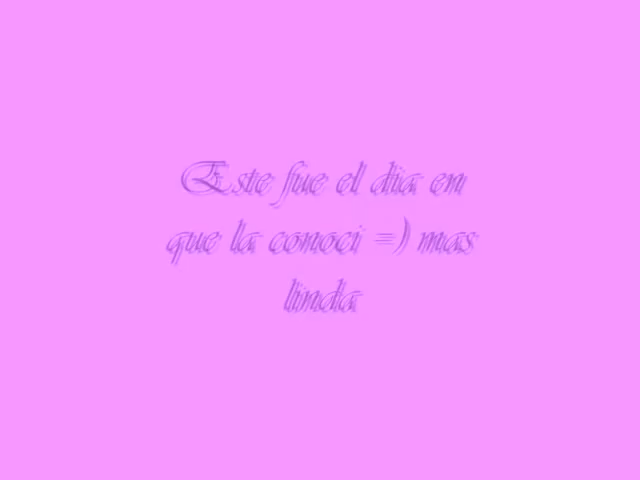 Este fue el dia en
que la conoci =) mas
linda